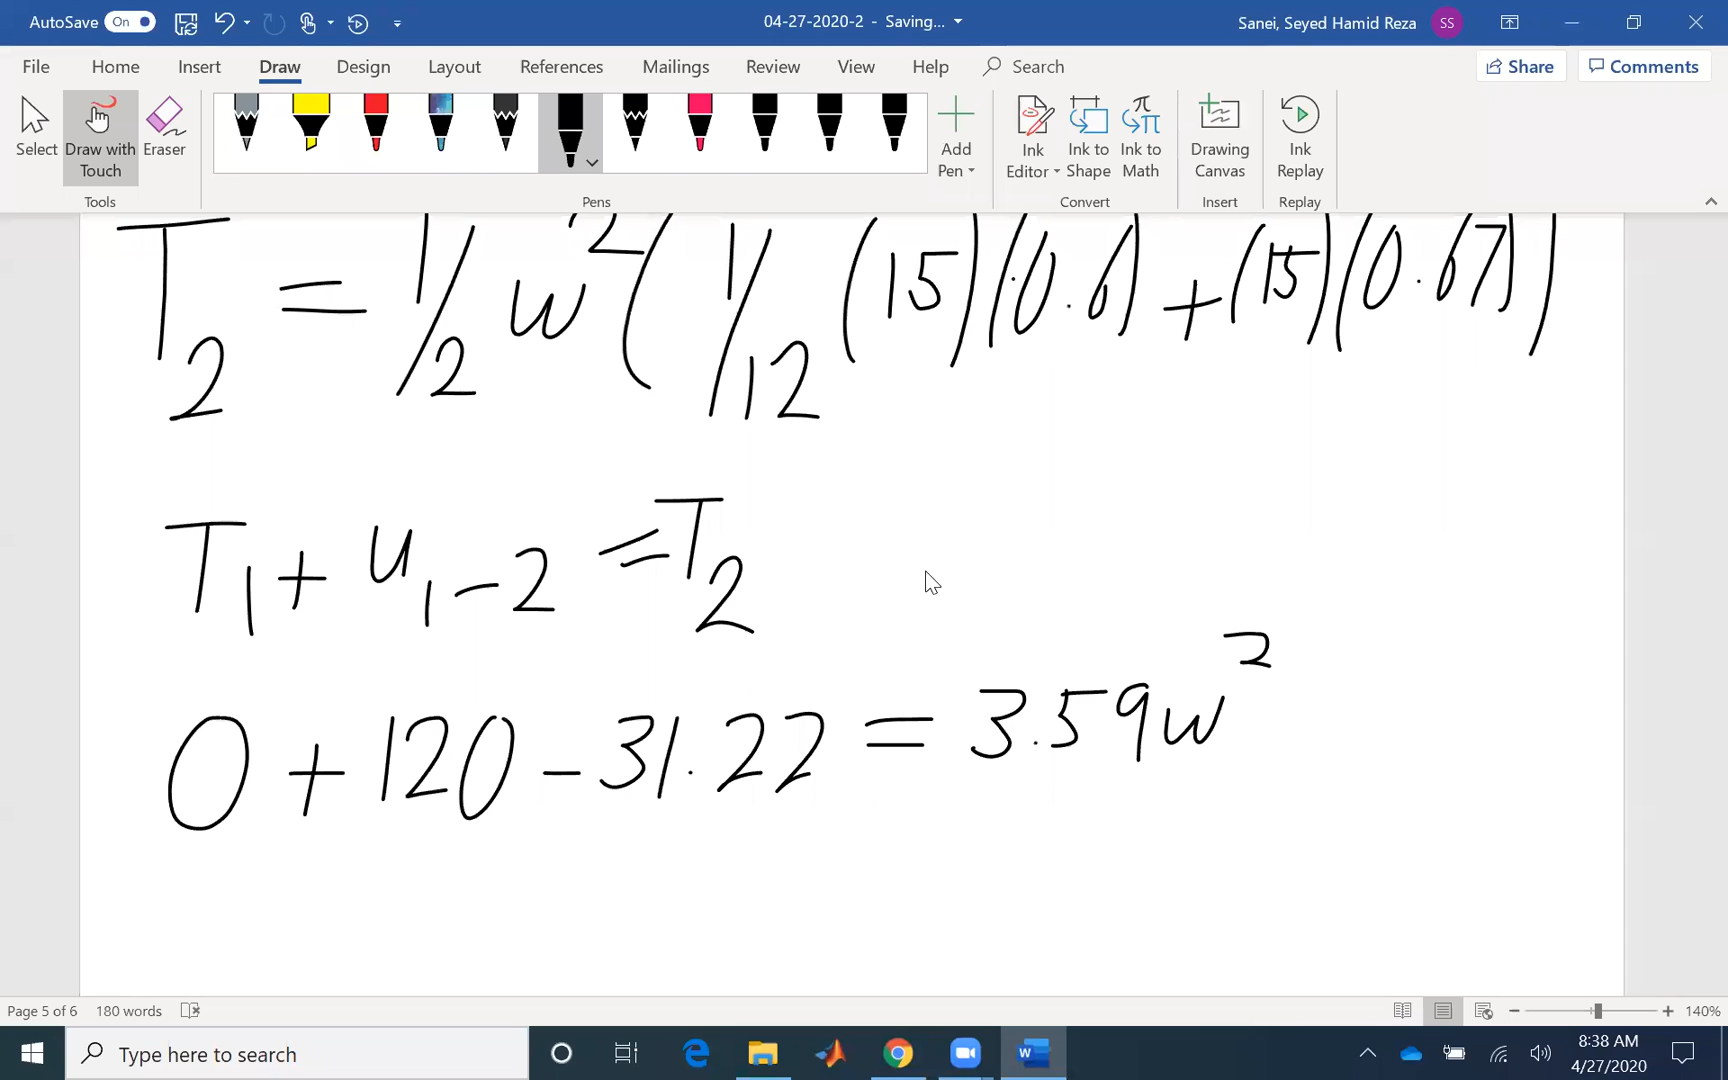 AutoSave On 04-27-2020-2 - Saving... Sanei, Seyed Hamid Reza SS
File Home Insert Draw Design Layout References Mailings Review View Help Search Share Comments
Select Draw with Touch Eraser Add Pen Ink Editor Ink to Shape Ink to Math Drawing Canvas Ink Replay
Tools Pens Convert Insert Replay
T2 = 1/2 w² (1/12 (15)(0.6) + (15)(0.67))
T1 + u1-2 = T2
0 + 120 - 31.22 = 3.59w²
Page 5 of 6 180 words 140%
Type here to search 8:38 AM
4/27/2020